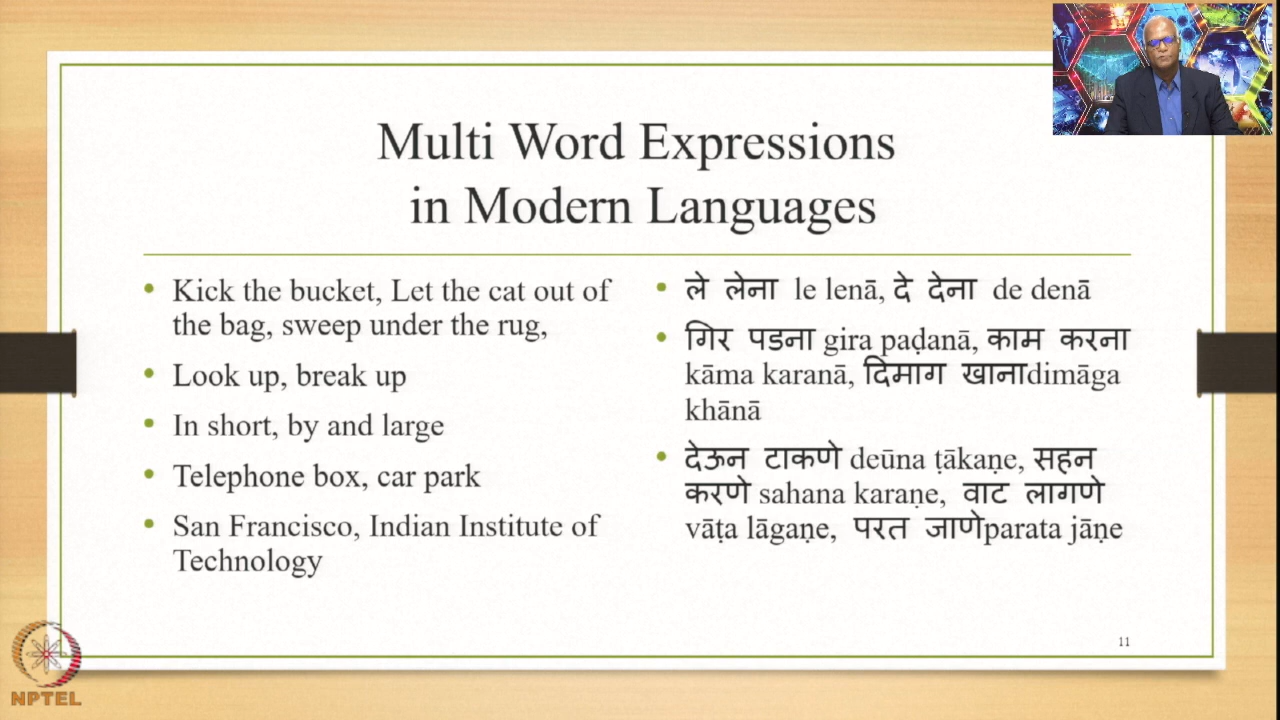 Multi Word Expressions
in Modern Languages
Kick the bucket, Let the cat out of
the bag, sweep under the rug,
Look up, break up
In short, by and large
Telephone box, car park
San Francisco, Indian Institute of
Technology
ले लेना le lenā, दे देना de denā
गिर पडना gira paḍanā, काम करना
kāma karanā, दिमाग खानाdimāga
khānā
देऊन टाकणे deūna ṭākaṇe, सहन
करणे sahana karaṇe, वाट लागणे
vāṭa lāgaṇe, परत जाणेparata jāṇe
11
NPTEL